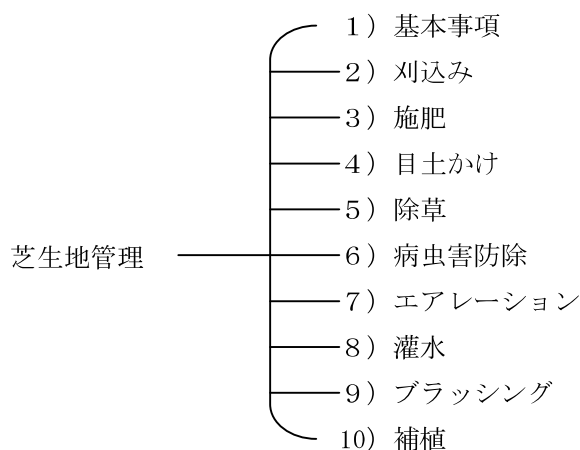 1）基本事項
2）刈込み
3）施肥
4）目土かけ
5）除草
芝生地管理
6）病虫害防除
7）エアレーション
8）灌水
9）ブラッシング
10）補植